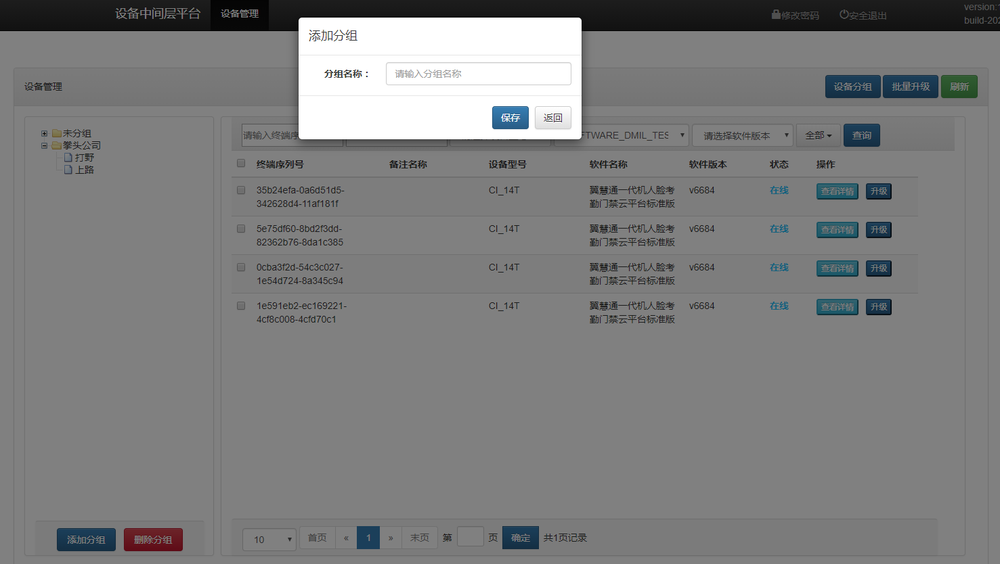 设备中间层平台
设备管理
修改密码
安全退出
version:
build-202
添加分组
分组名称：
请输入分组名称
保存
返回
设备管理
设备分组
批量升级
刷新
未分组
拳头公司
打野
上路
请输入终端序
FTWARE_DMIL_TES
请选择软件版本
全部
查询
终端序列号 备注名称 设备型号 软件名称 软件版本 状态 操作
35b24efa-0a6d51d5-
342628d4-11af181f
CI_14T
翼慧通一代机人脸考
勤门禁云平台标准版
v6684
在线
查看详情
升级
5e75df60-8bd2f3dd-
82362b76-8da1c385
CI_14T
翼慧通一代机人脸考
勤门禁云平台标准版
v6684
在线
查看详情
升级
0cba3f2d-54c3c027-
1e54d724-8a345c94
CI_14T
翼慧通一代机人脸考
勤门禁云平台标准版
v6684
在线
查看详情
升级
1e591eb2-ec169221-
4cf8c008-4cfd70c1
CI_14T
翼慧通一代机人脸考
勤门禁云平台标准版
v6684
在线
查看详情
升级
添加分组
删除分组
10
首页
«
1
»
末页
第
页
确定
共1页记录